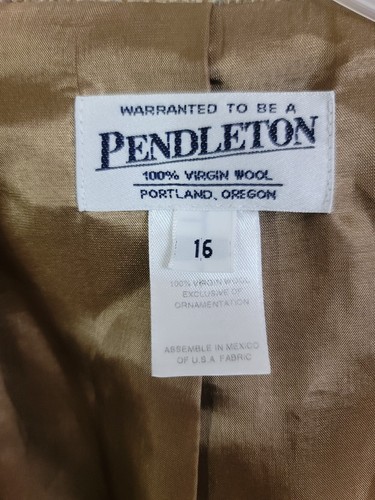 WARRANTED TO BE A
PENDLETON
100% VIRGIN WOOL
PORTLAND, OREGON
16
100% VIRGIN WOOL
EXCLUSIVE OF
ORNAMENTATION
ASSEMBLE IN MEXICO
OF U.S.A FABRIC